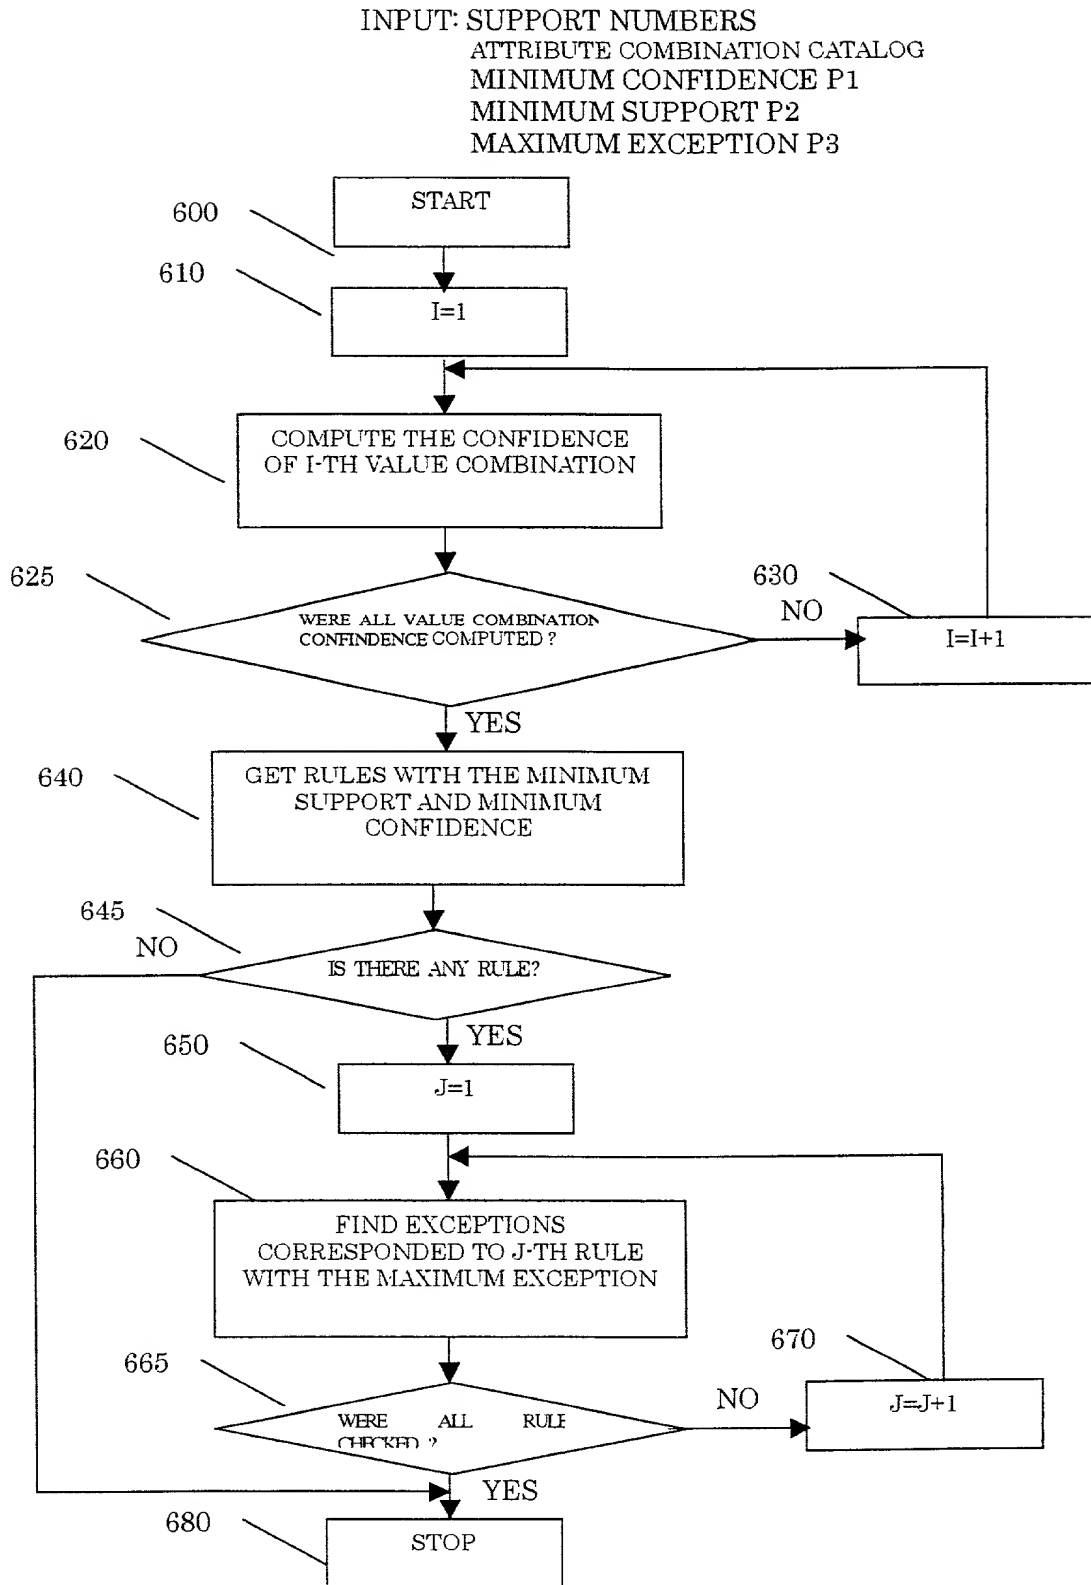 INPUT: SUPPORT NUMBERS
ATTRIBUTE COMBINATION CATALOG
MINIMUM CONFIDENCE P1
MINIMUM SUPPORT P2
MAXIMUM EXCEPTION P3
START
600
610
I=1
620
COMPUTE THE CONFIDENCE
OF I-TH VALUE COMBINATION
625
WERE ALL VALUE COMBINATION
CONFINDENCE COMPUTED ?
NO
630
I=I+1
YES
640
GET RULES WITH THE MINIMUM
SUPPORT AND MINIMUM
CONFIDENCE
645
NO
IS THERE ANY RULE?
YES
650
J=1
660
FIND EXCEPTIONS
CORRESPONDED TO J-TH RULE
WITH THE MAXIMUM EXCEPTION
665
WERE ALL RULE
CHECKED ?
NO
670
J=J+1
YES
680
STOP